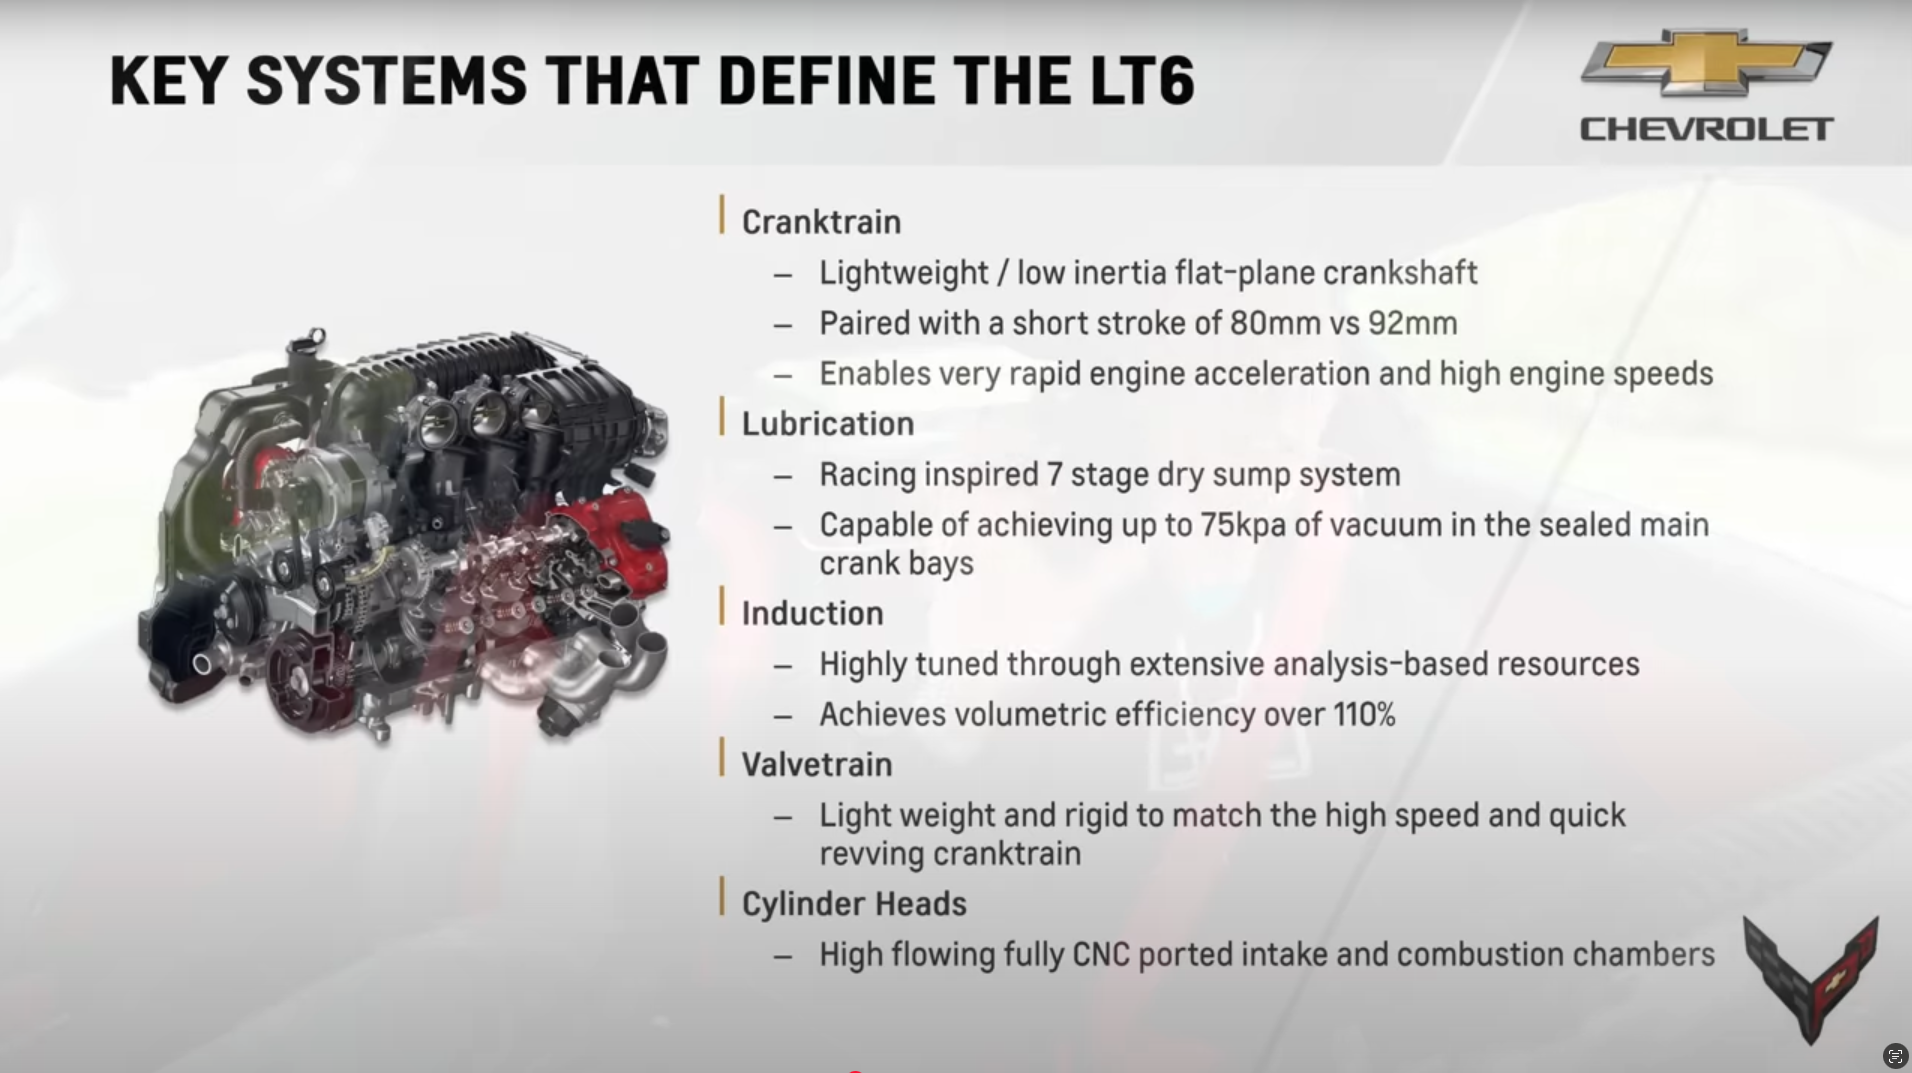 KEY SYSTEMS THAT DEFINE THE LT6
CHEVROLET
Cranktrain
– Lightweight / low inertia flat-plane crankshaft
– Paired with a short stroke of 80mm vs 92mm
– Enables very rapid engine acceleration and high engine speeds
Lubrication
– Racing inspired 7 stage dry sump system
– Capable of achieving up to 75kpa of vacuum in the sealed main
crank bays
Induction
– Highly tuned through extensive analysis-based resources
– Achieves volumetric efficiency over 110%
Valvetrain
– Light weight and rigid to match the high speed and quick
revving cranktrain
Cylinder Heads
– High flowing fully CNC ported intake and combustion chambers